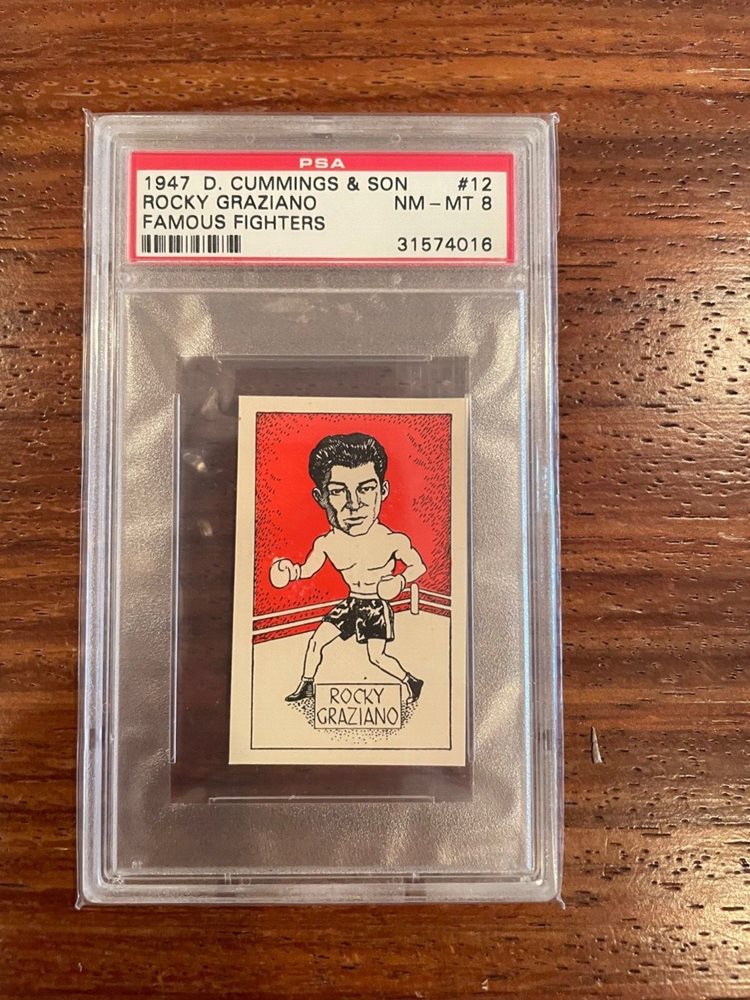 PSA
1947 D. CUMMINGS & SON #12
ROCKY GRAZIANO NM-MT 8
FAMOUS FIGHTERS
31574016
ROCKY
GRAZIANO